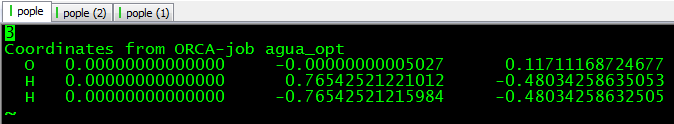 pople pople (2) pople (1)
3
Coordinates from ORCA-job agua_opt
O 0.00000000000000 -0.00000000005027 0.11711168724677
H 0.00000000000000 0.76542521221012 -0.48034258635053
H 0.00000000000000 -0.76542521215984 -0.48034258632505
~